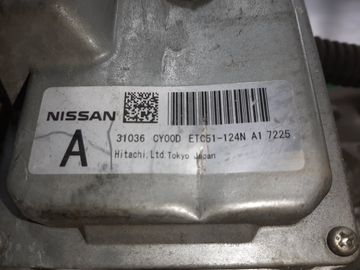 NISSAN
A
31036 CY00D ETC51-124N A1 7225
Hitachi,Ltd.Tokyo Japan